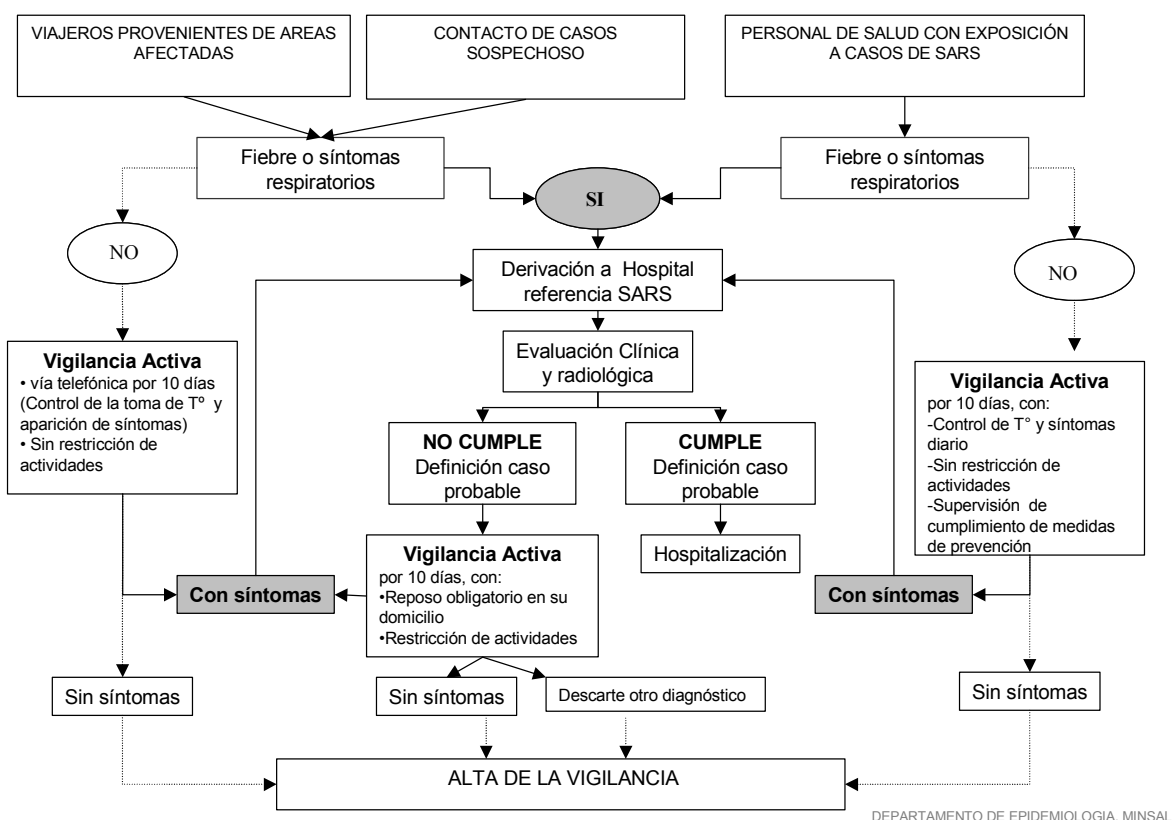 VIAJEROS PROVENIENTES DE AREAS
AFECTADAS
CONTACTO DE CASOS
SOSPECHOSO
PERSONAL DE SALUD CON EXPOSICIÓN
A CASOS DE SARS
Fiebre o síntomas
respiratorios
Fiebre o síntomas
respiratorios
SI
NO
NO
Derivación a Hospital
referencia SARS
Evaluación Clínica
y radiológica
Vigilancia Activa
• vía telefónica por 10 días
(Control de la toma de Tº y
aparición de síntomas)
• Sin restricción de
actividades
NO CUMPLE
Definición caso
probable
CUMPLE
Definición caso
probable
Vigilancia Activa
por 10 días, con:
-Control de T° y síntomas
diario
-Sin restricción de
actividades
-Supervisión de
cumplimiento de medidas
de prevención
Vigilancia Activa
por 10 días, con:
•Reposo obligatorio en su
domicilio
•Restricción de actividades
Hospitalización
Con síntomas
Con síntomas
Sin síntomas
Sin síntomas
Descarte otro diagnóstico
Sin síntomas
ALTA DE LA VIGILANCIA
DEPARTAMENTO DE EPIDEMIOLOGIA. MINSAL